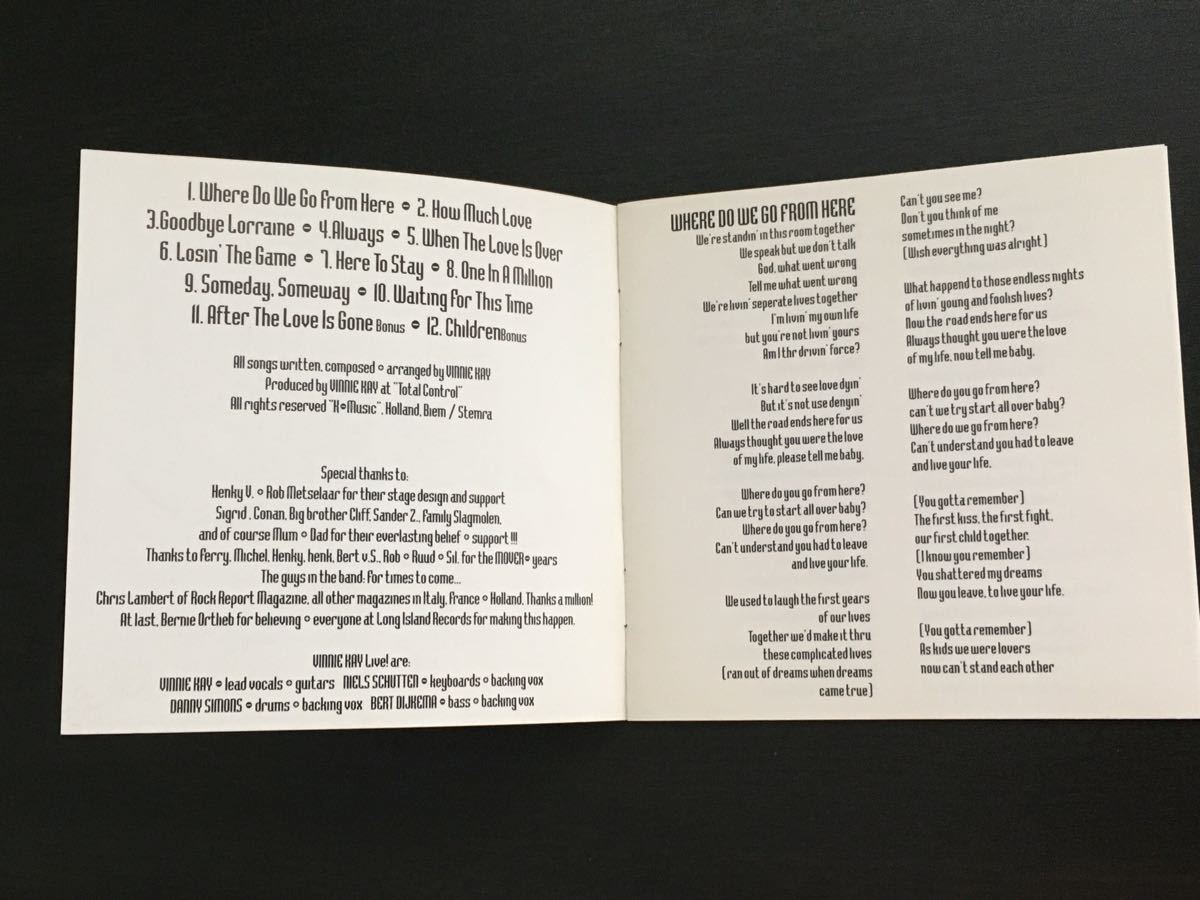 1. Where Do We Go From Here • 2. How Much Love
3.Goodbye Lorraine • 4.Always • 5. When The Love Is Over
6. Losin' The Game • 7. Here To Stay • 8. One In A Million
9. Someday, Someway • 10. Waiting For This Time
11. After The Love Is Gone Bonus • 12. Children Bonus
All songs written, composed • arranged by VINNIE KAY
Produced by VINNIE KAY at "Total Control"
All rights reserved "K•Music", Holland, Biem / Stemra
Special thanks to:
Henky V. • Rob Metselaar for their stage design and support
Sigrid, Conan, Big brother Cliff, Sander Z., Family Slagmolen,
and of course Mum • Dad for their everlasting belief • support !!!
Thanks to Ferry, Michel, Henky, henk, Bert v.S., Rob • Ruud • Sil, for the MOVER• years
The guys in the band: For times to come...
Chris Lambert of Rock Report Magazine, all other magazines in Italy, France • Holland, Thanks a million!
At last, Bernie Ortlieb for believing • everyone at Long Island Records for making this happen.
VINNIE KAY Live! are:
VINNIE KAY • lead vocals • guitars NIELS SCHUTTEN • keyboards • backing vox
DANNY SIMONS • drums • backing vox BERT DIJKEMA • bass • backing vox
WHERE DO WE GO FROM HERE
We're standin' in this room together
We speak but we don't talk
God, what went wrong
Tell me what went wrong
We're livin' seperate lives together
I'm livin' my own life
but you're not livin' yours
Am I thr drivin' force?
It's hard to see love dyin'
But it's not use denyin'
Well the road ends here for us
Always thought you were the love
of my life, please tell me baby,
Where do you go from here?
Can we try to start all over baby?
Where do we go from here?
Can't understand you had to leave
and live your life.
We used to laugh the first years
of our lives
Together we'd make it thru
these complicated lives
(ran out of dreams when dreams
came true)
Can't you see me?
Don't you think of me
sometimes in the night?
(Wish everything was alright)
What happend to those endless nights
of livin' young and foolish lives?
Now the road ends here for us
Always thought you were the love
of my life, now tell me baby,
Where do you go from here?
can't we try start all over baby?
Where do we go from here?
Can't understand you had to leave
and live your life.
(You gotta remember)
The first kiss, the first fight,
our first child together.
(I know you remember)
You shattered my dreams
Now you leave, to live your life.
(You gotta remember)
As kids we were lovers
now can't stand each other